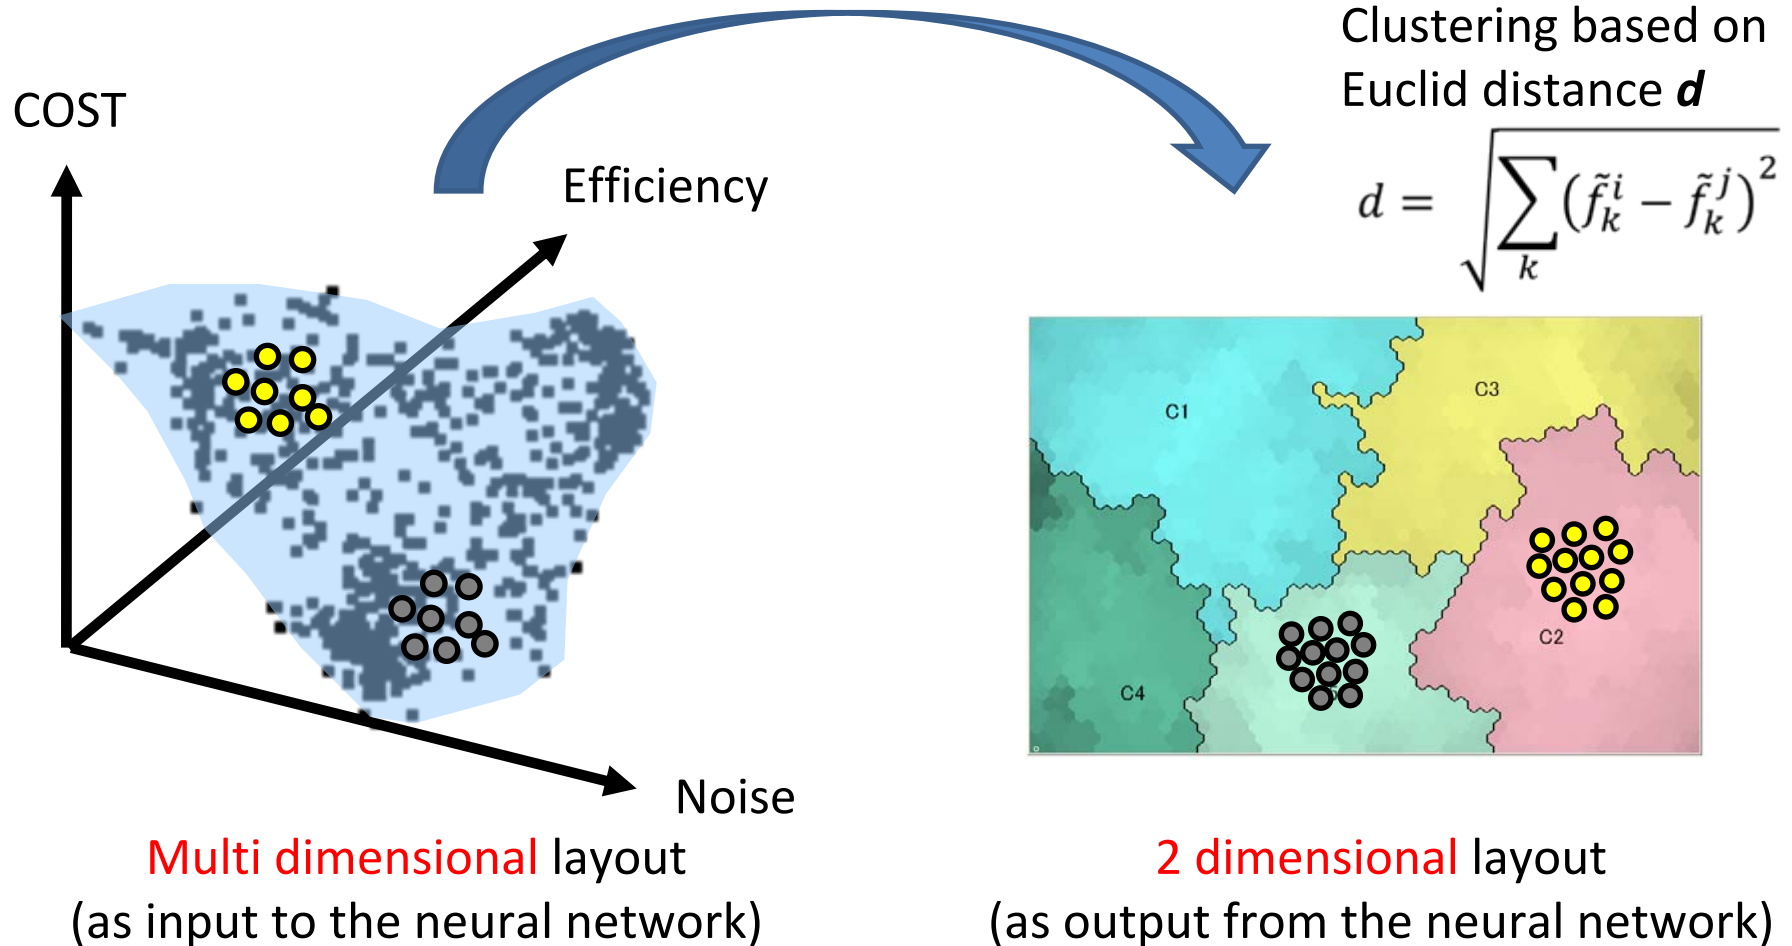 Clustering based on
Euclid distance d
d = √∑k(f̃ki − f̃kj)2
COST
Efficiency
Noise
C1
C3
C2
C4
Multi dimensional layout
(as input to the neural network)
2 dimensional layout
(as output from the neural network)